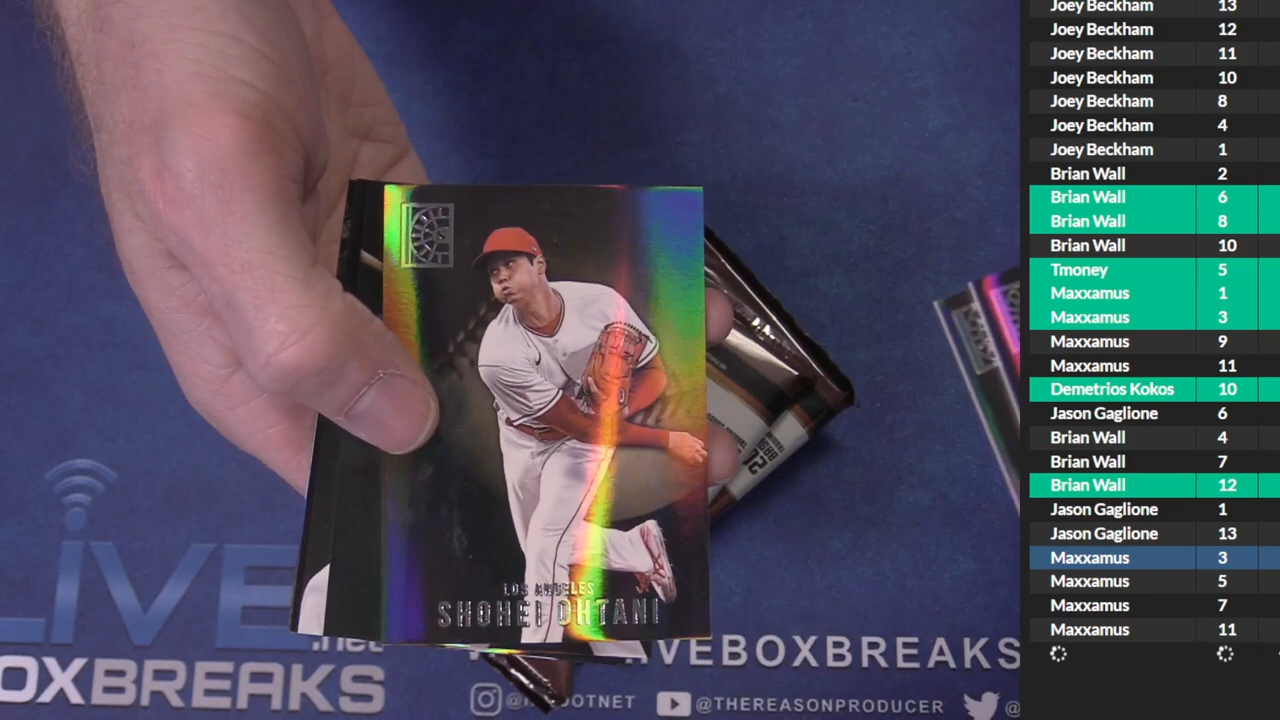 LOS ANGELES
SHOHEI OHTANI
LIVE
.net
BOXBREAKS
LIVEBOXBREAKS
DOTNET
@THEREASONPRODUCER
@
Joey Beckham 13
Joey Beckham 12
Joey Beckham 11
Joey Beckham 10
Joey Beckham 8
Joey Beckham 4
Joey Beckham 1
Brian Wall 2
Brian Wall 6
Brian Wall 8
Brian Wall 10
Tmoney 5
Maxxamus 1
Maxxamus 3
Maxxamus 9
Maxxamus 11
Demetrios Kokos 10
Jason Gaglione 6
Brian Wall 4
Brian Wall 7
Brian Wall 12
Jason Gaglione 1
Jason Gaglione 13
Maxxamus 3
Maxxamus 5
Maxxamus 7
Maxxamus 11